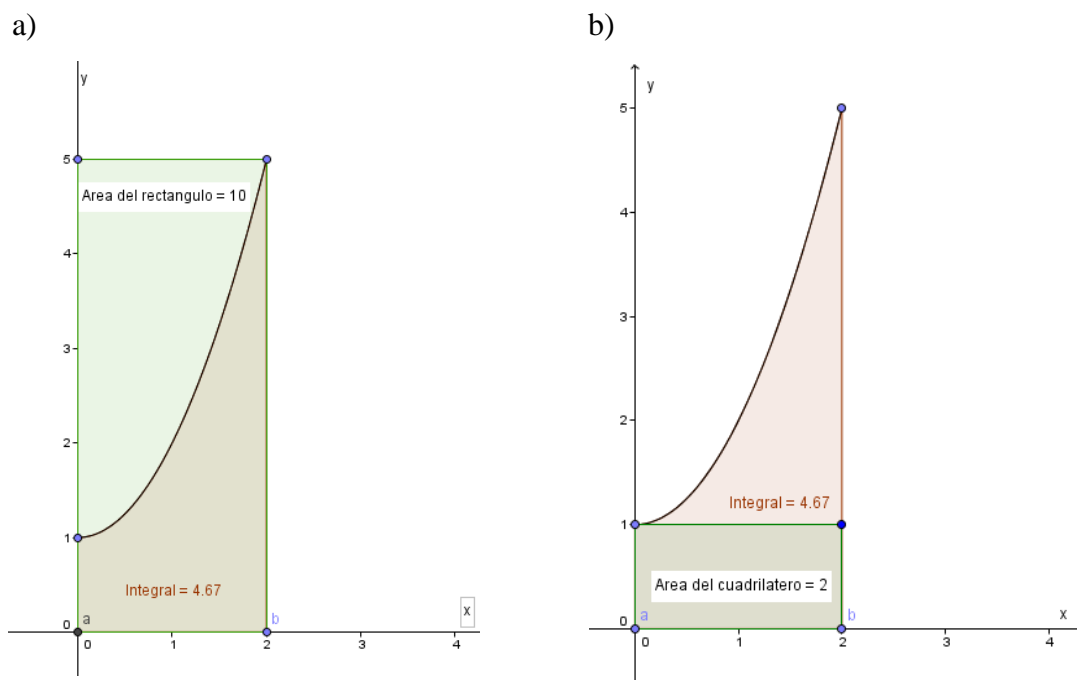 a)
y
5
Area del rectangulo = 10
4
3
2
1
Integral = 4.67
0
a
b
x
0
1
2
3
4
b)
y
5
4
3
2
Integral = 4.67
1
Area del cuadrilatero = 2
0
a
b
x
0
1
2
3
4